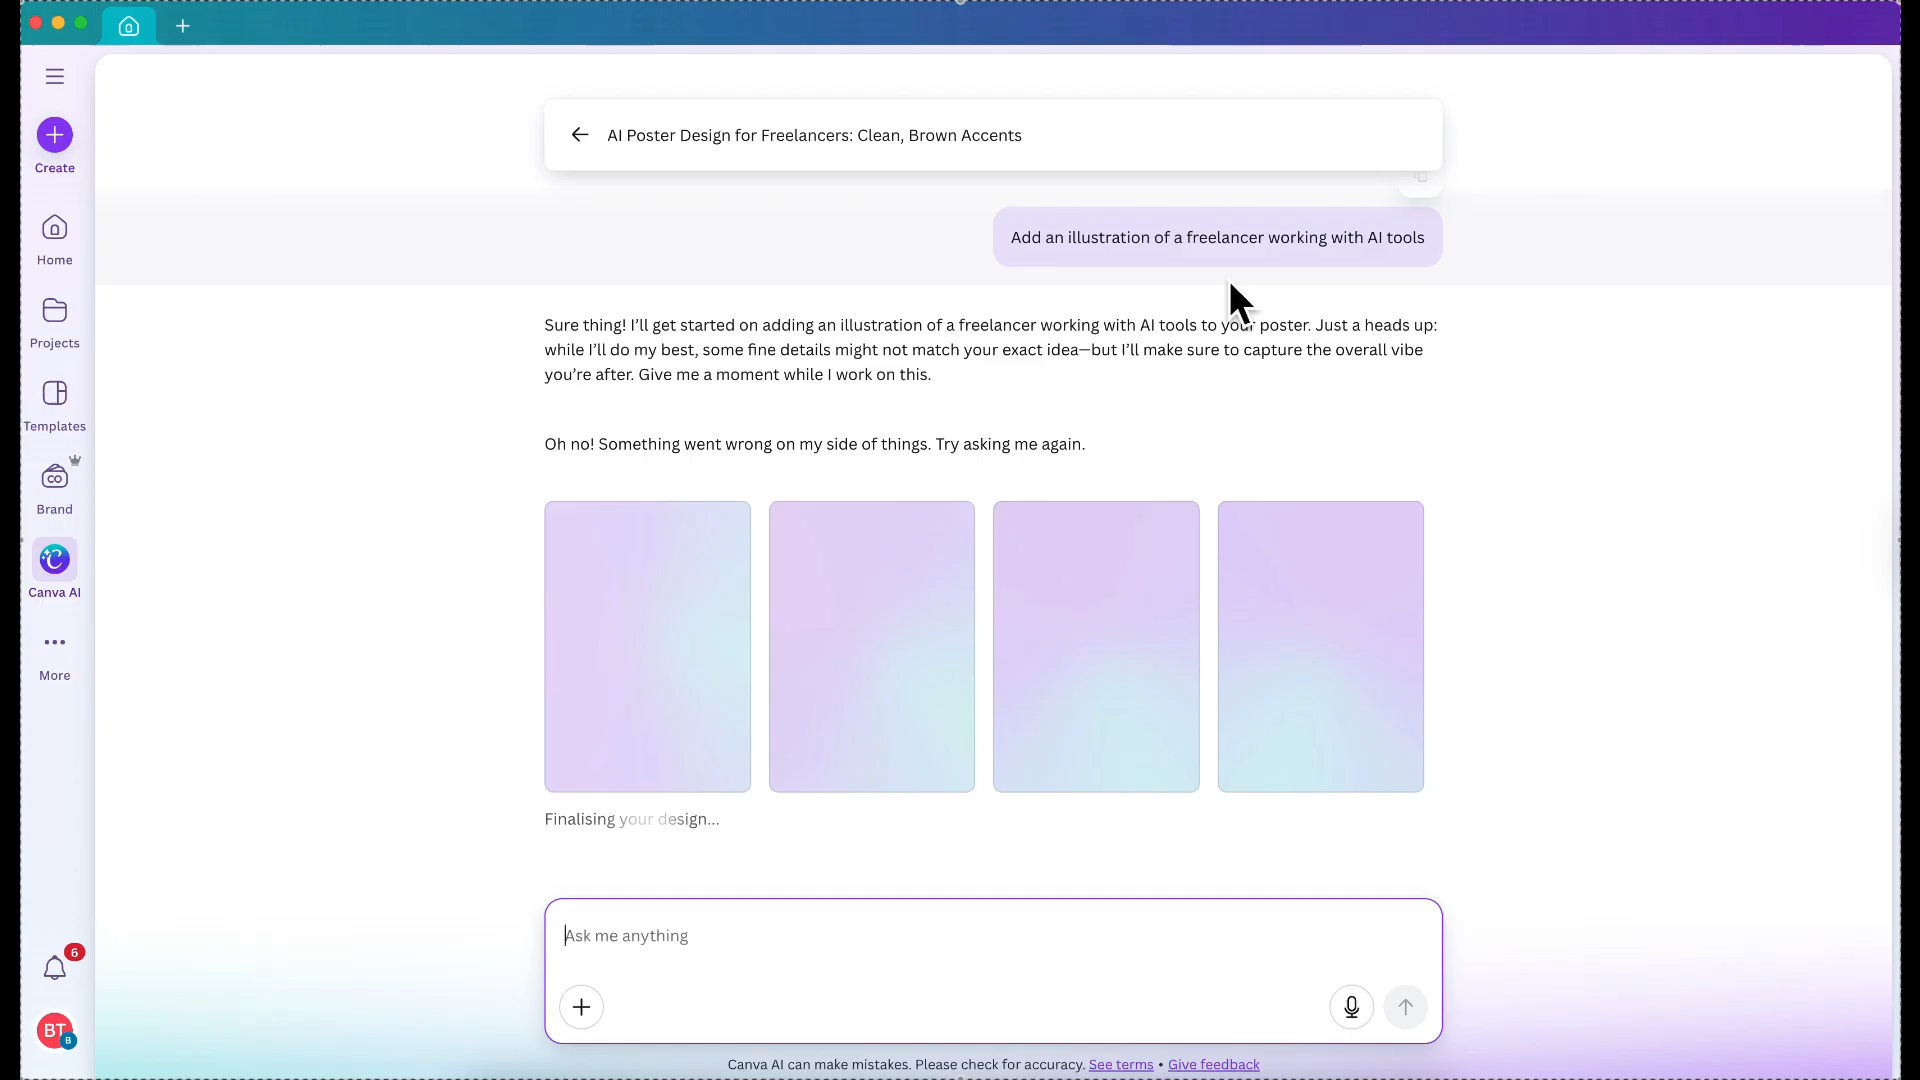 Create
Home
Projects
Templates
CO
Brand
C
Canva AI
More
6
BT
B
AI Poster Design for Freelancers: Clean, Brown Accents
Add an illustration of a freelancer working with AI tools
Sure thing! I’ll get started on adding an illustration of a freelancer working with AI tools to your poster. Just a heads up:
while I’ll do my best, some fine details might not match your exact idea—but I’ll make sure to capture the overall vibe
you’re after. Give me a moment while I work on this.
Oh no! Something went wrong on my side of things. Try asking me again.
Finalising your design...
Ask me anything
Canva AI can make mistakes. Please check for accuracy. See terms • Give feedback